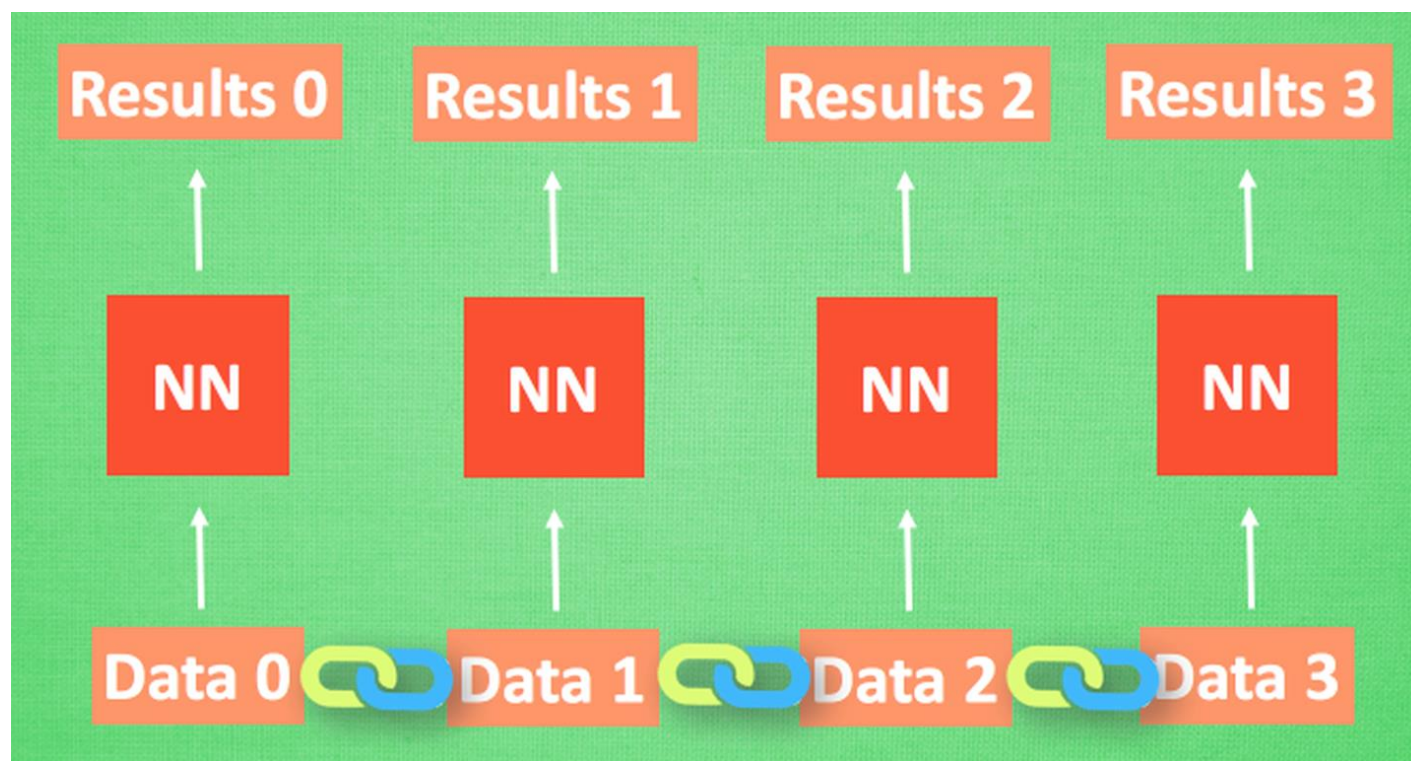 Results 0
Results 1
Results 2
Results 3
NN
NN
NN
NN
Data 0
Data 1
Data 2
Data 3